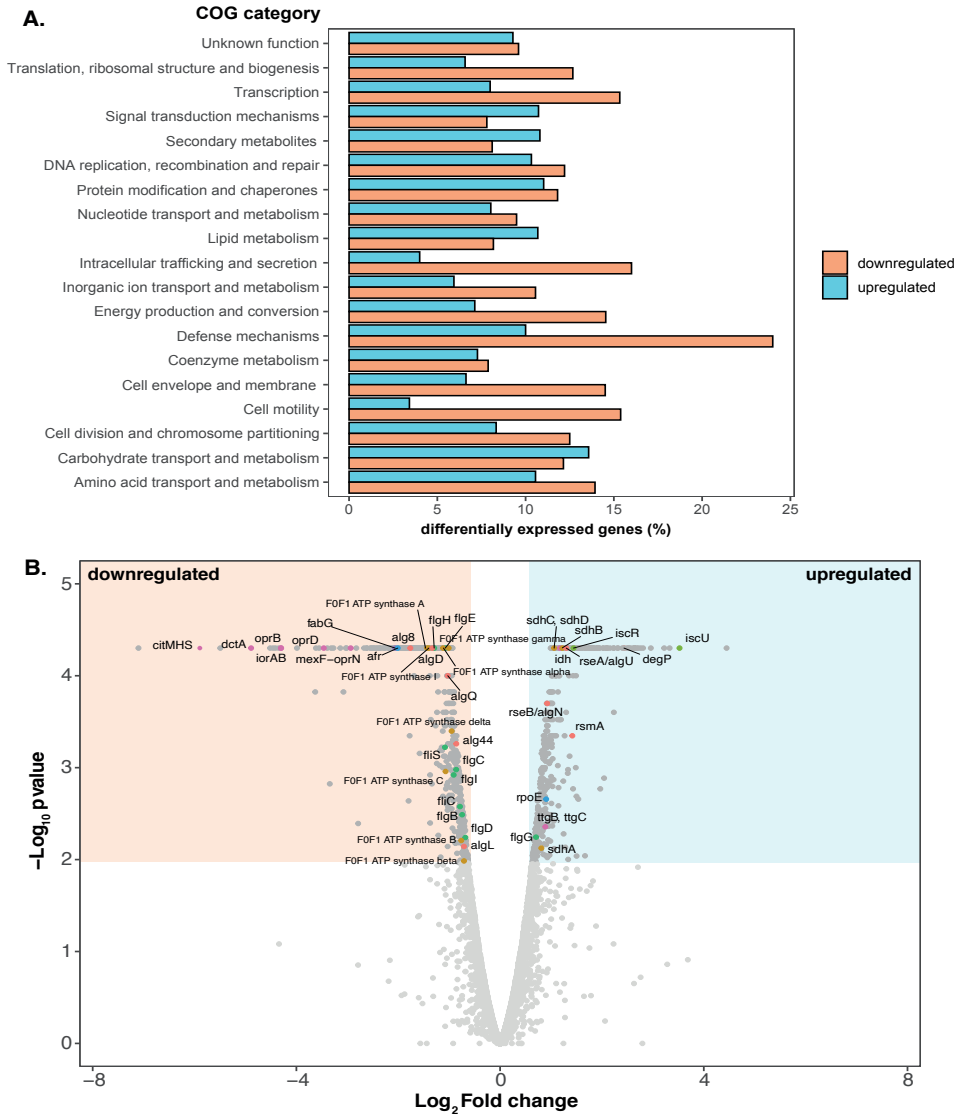 A.
COG category
Unknown function
Translation, ribosomal structure and biogenesis
Transcription
Signal transduction mechanisms
Secondary metabolites
DNA replication, recombination and repair
Protein modification and chaperones
Nucleotide transport and metabolism
Lipid metabolism
Intracellular trafficking and secretion
Inorganic ion transport and metabolism
Energy production and conversion
Defense mechanisms
Coenzyme metabolism
Cell envelope and membrane
Cell motility
Cell division and chromosome partitioning
Carbohydrate transport and metabolism
Amino acid transport and metabolism
0 5 10 15 20 25
differentially expressed genes (%)
downregulated
upregulated
B.
downregulated
upregulated
5
4
3
2
1
0
−Log10 pvalue
F0F1 ATP synthase A
fabG
flgH
flgE
citMHS
dctA
oprB
oprD
alg8
F0F1 ATP synthase gamma
iorAB
mexF−oprN
afr
algD
F0F1 ATP synthase I
F0F1 ATP synthase alpha
algQ
F0F1 ATP synthase delta
alg44
fliS
flgC
F0F1 ATP synthase C
flgI
fliC
flgB
flgD
F0F1 ATP synthase B
algL
F0F1 ATP synthase beta
sdhC, sdhD
sdhB
iscR
iscU
idh
rseA/algU
degP
rseB/algN
rsmA
rpoE
ttgB, ttgC
flgG
sdhA
−8 −4 0 4 8
Log2 Fold change